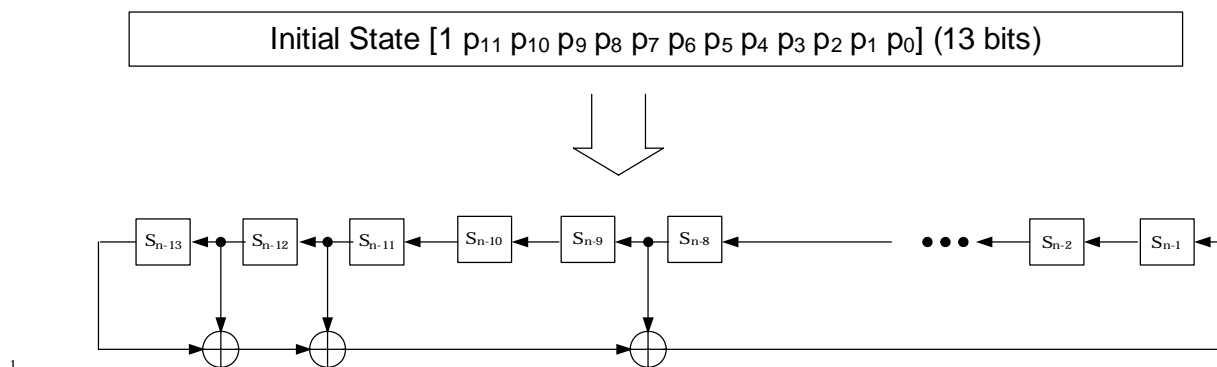 Initial State [1 p₁₁ p₁₀ p₉ p₈ p₇ p₆ p₅ p₄ p₃ p₂ p₁ p₀] (13 bits)
Sₙ₋₁₃ Sₙ₋₁₂ Sₙ₋₁₁ Sₙ₋₁₀ Sₙ₋₉ Sₙ₋₈ Sₙ₋₂ Sₙ₋₁
1